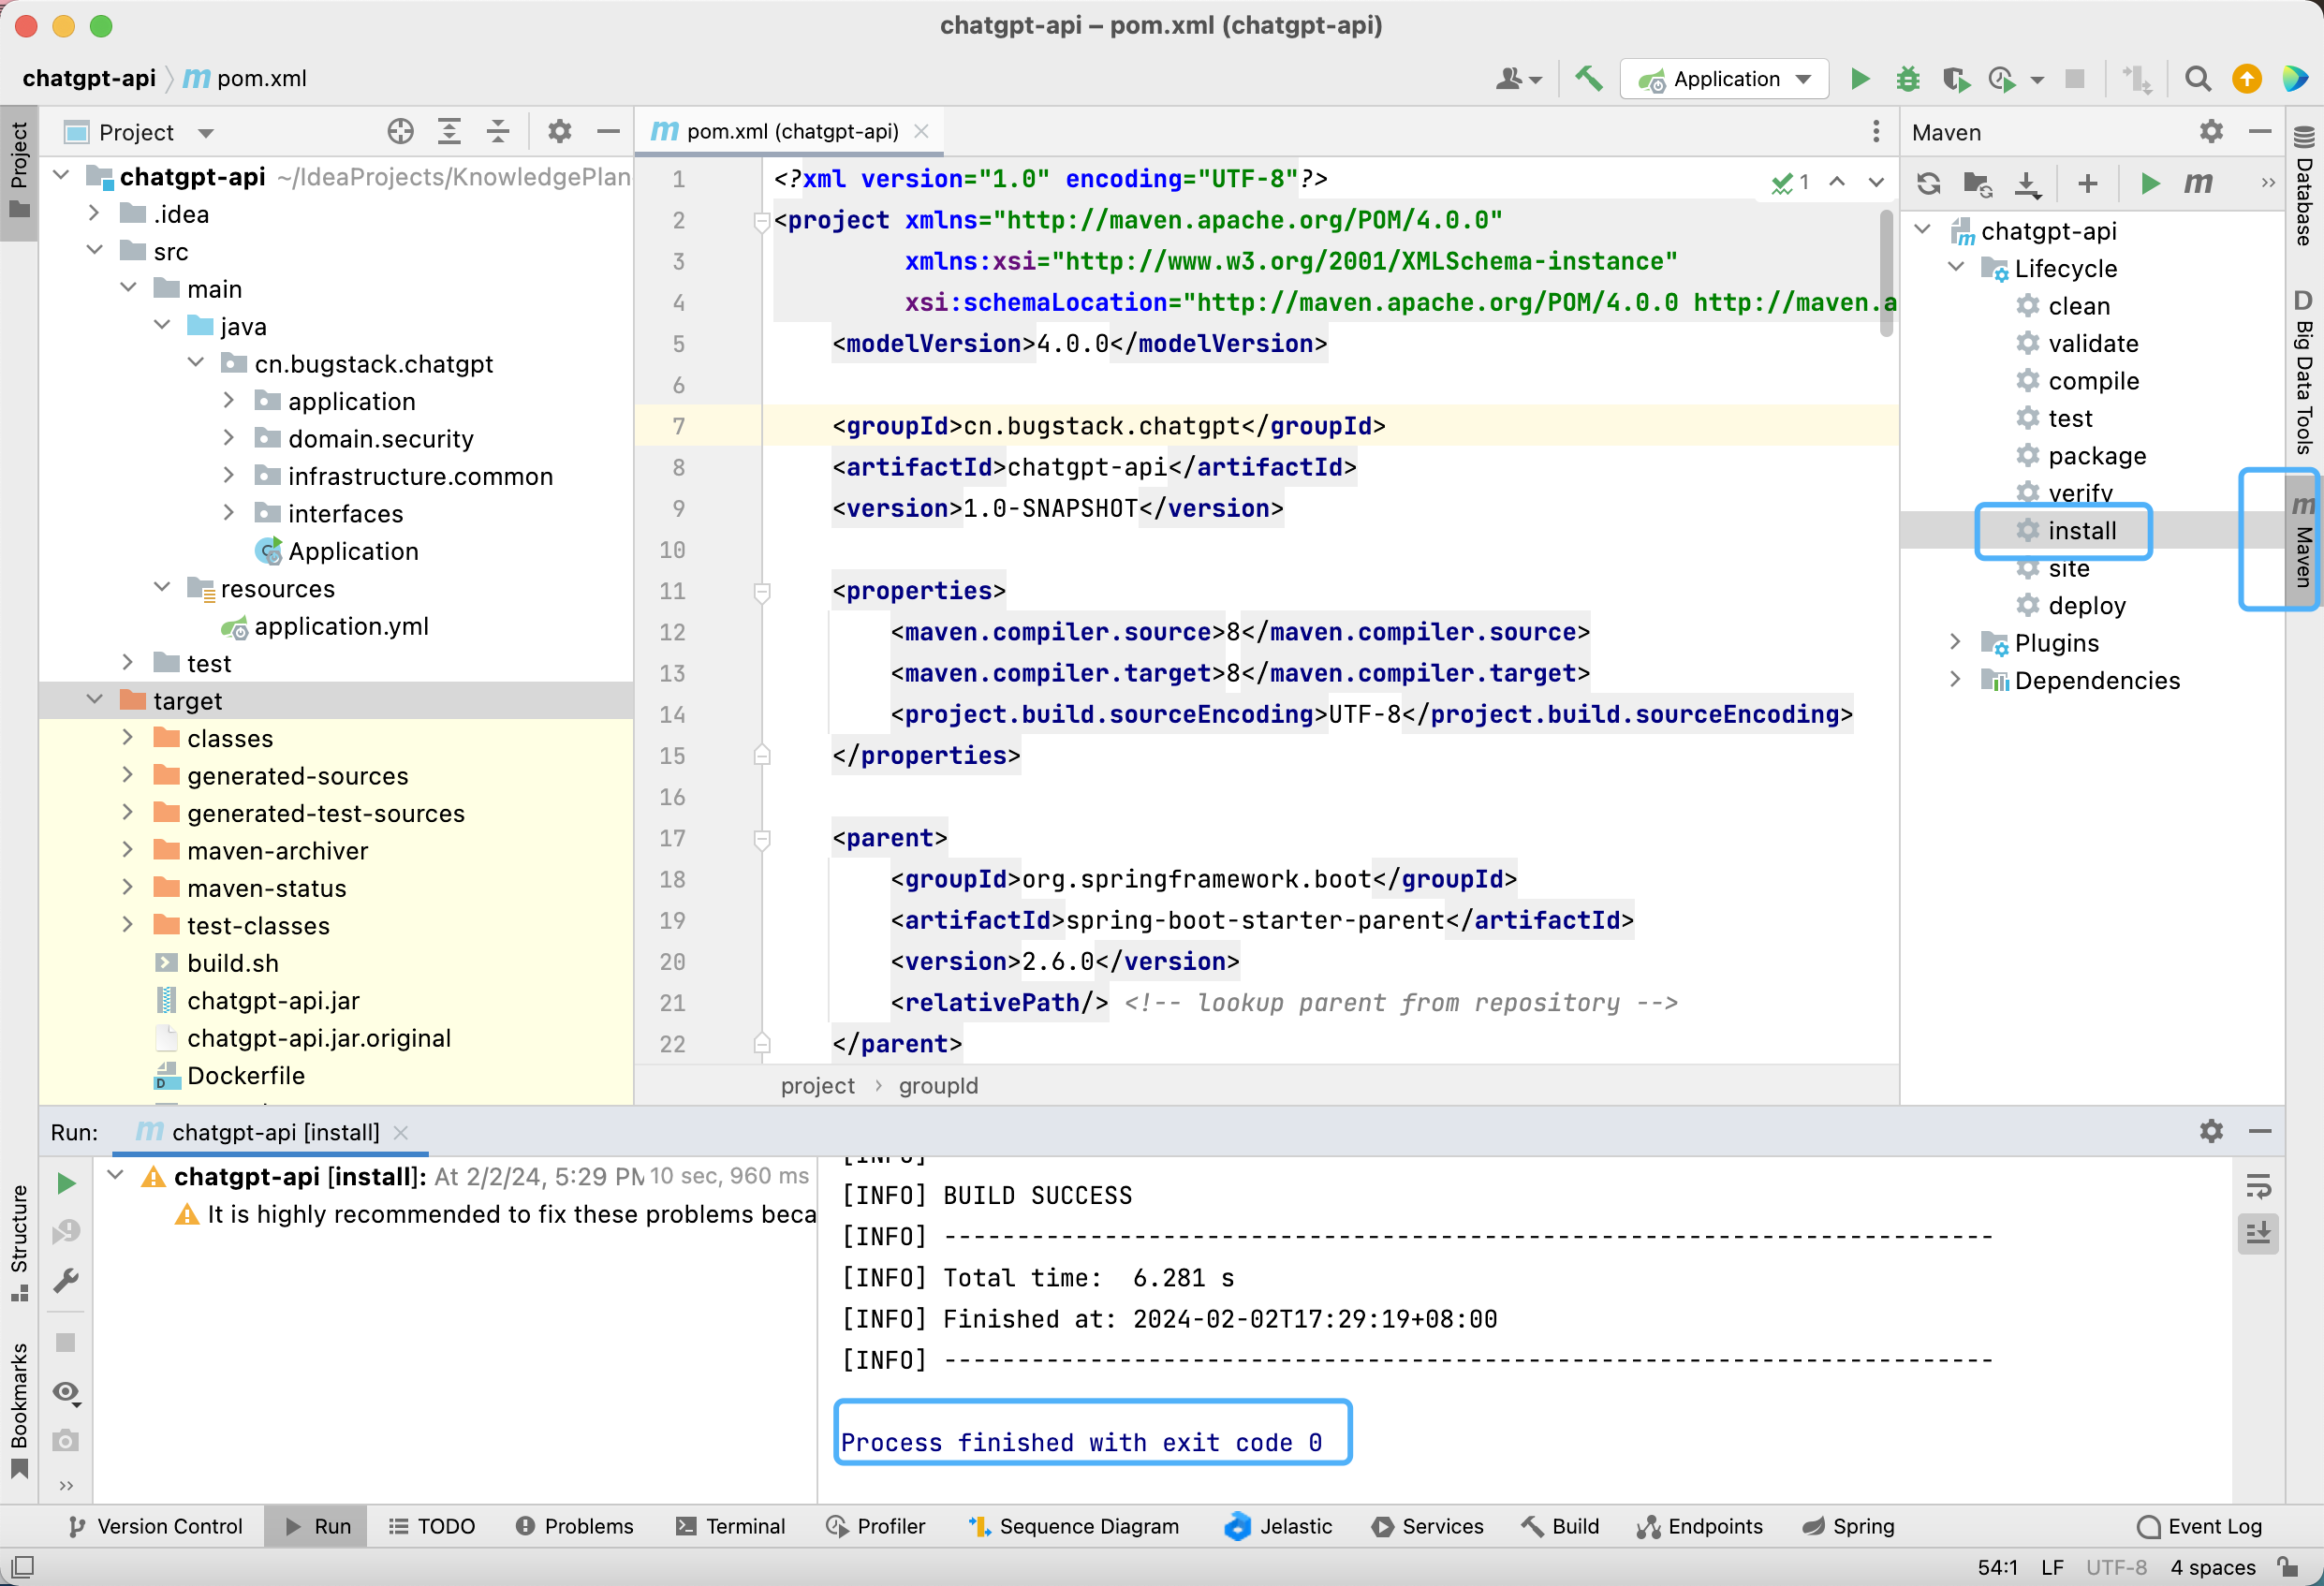 chatgpt-api – pom.xml (chatgpt-api)
chatgpt-api
m pom.xml
Application
Project
Project
chatgpt-api ~/IdeaProjects/KnowledgePlan
.idea
src
main
java
cn.bugstack.chatgpt
application
domain.security
infrastructure.common
interfaces
Application
resources
application.yml
test
target
classes
generated-sources
generated-test-sources
maven-archiver
maven-status
test-classes
build.sh
chatgpt-api.jar
chatgpt-api.jar.original
Dockerfile
m pom.xml (chatgpt-api)
1
1 <?xml version="1.0" encoding="UTF-8"?>
2 <project xmlns="http://maven.apache.org/POM/4.0.0"
3 xmlns:xsi="http://www.w3.org/2001/XMLSchema-instance"
4 xsi:schemaLocation="http://maven.apache.org/POM/4.0.0 http://maven.a
5 <modelVersion>4.0.0</modelVersion>
6
7 <groupId>cn.bugstack.chatgpt</groupId>
8 <artifactId>chatgpt-api</artifactId>
9 <version>1.0-SNAPSHOT</version>
10
11 <properties>
12 <maven.compiler.source>8</maven.compiler.source>
13 <maven.compiler.target>8</maven.compiler.target>
14 <project.build.sourceEncoding>UTF-8</project.build.sourceEncoding>
15 </properties>
16
17 <parent>
18 <groupId>org.springframework.boot</groupId>
19 <artifactId>spring-boot-starter-parent</artifactId>
20 <version>2.6.0</version>
21 <relativePath/> <!-- lookup parent from repository -->
22 </parent>
project › groupId
Maven
m
chatgpt-api
Lifecycle
clean
validate
compile
test
package
verify
install
site
deploy
Plugins
Dependencies
Database
D Big Data Tools
m Maven
Run: m chatgpt-api [install]
chatgpt-api [install]: At 2/2/24, 5:29 PM 10 sec, 960 ms
It is highly recommended to fix these problems beca
[INFO]
[INFO] BUILD SUCCESS
[INFO] ------------------------------------------------------------------------
[INFO] Total time:  6.281 s
[INFO] Finished at: 2024-02-02T17:29:19+08:00
[INFO] ------------------------------------------------------------------------
Process finished with exit code 0
Structure
Bookmarks
Version Control
Run
TODO
Problems
Terminal
Profiler
Sequence Diagram
Jelastic
Services
Build
Endpoints
Spring
Event Log
54:1 LF UTF-8 4 spaces